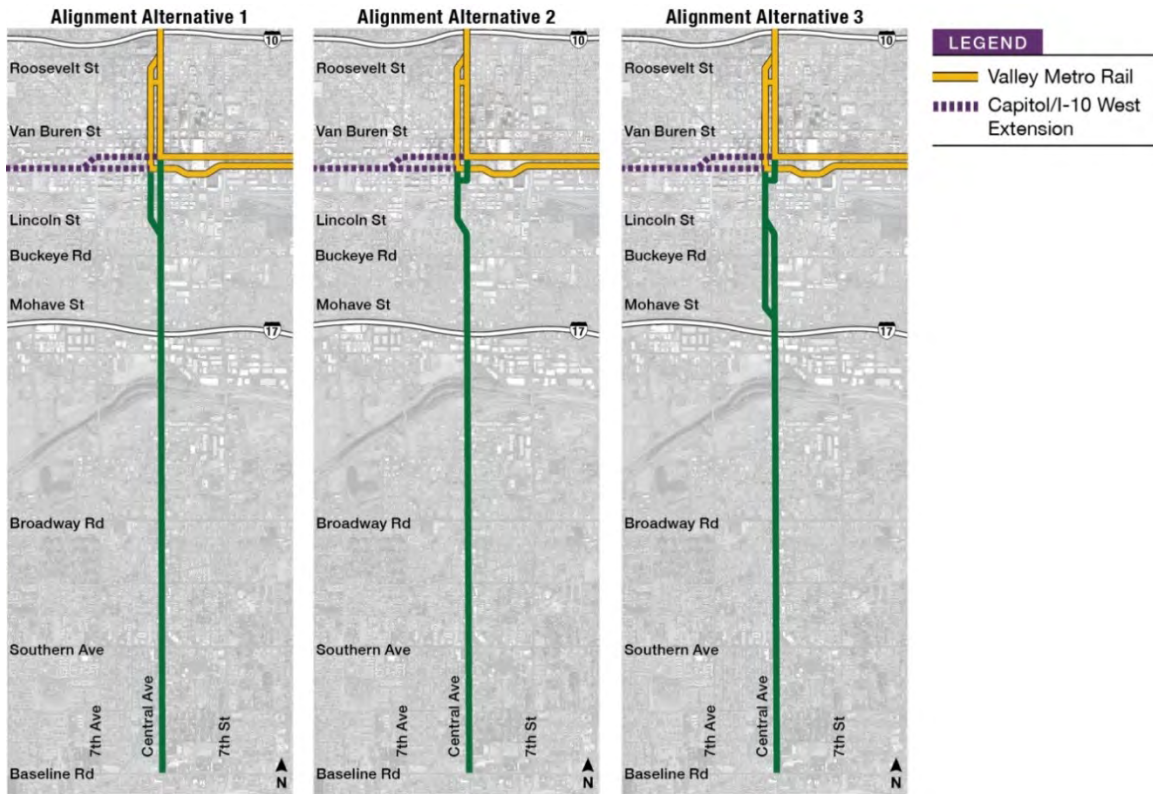 Alignment Alternative 1
10
Roosevelt St
Van Buren St
Lincoln St
Buckeye Rd
Mohave St
17
Broadway Rd
Southern Ave
7th Ave
Central Ave
7th St
Baseline Rd
N
Alignment Alternative 2
10
Roosevelt St
Van Buren St
Lincoln St
Buckeye Rd
Mohave St
17
Broadway Rd
Southern Ave
7th Ave
Central Ave
7th St
Baseline Rd
N
Alignment Alternative 3
10
Roosevelt St
Van Buren St
Lincoln St
Buckeye Rd
Mohave St
17
Broadway Rd
Southern Ave
7th Ave
Central Ave
7th St
Baseline Rd
N
LEGEND
Valley Metro Rail
Capitol/I-10 West
Extension